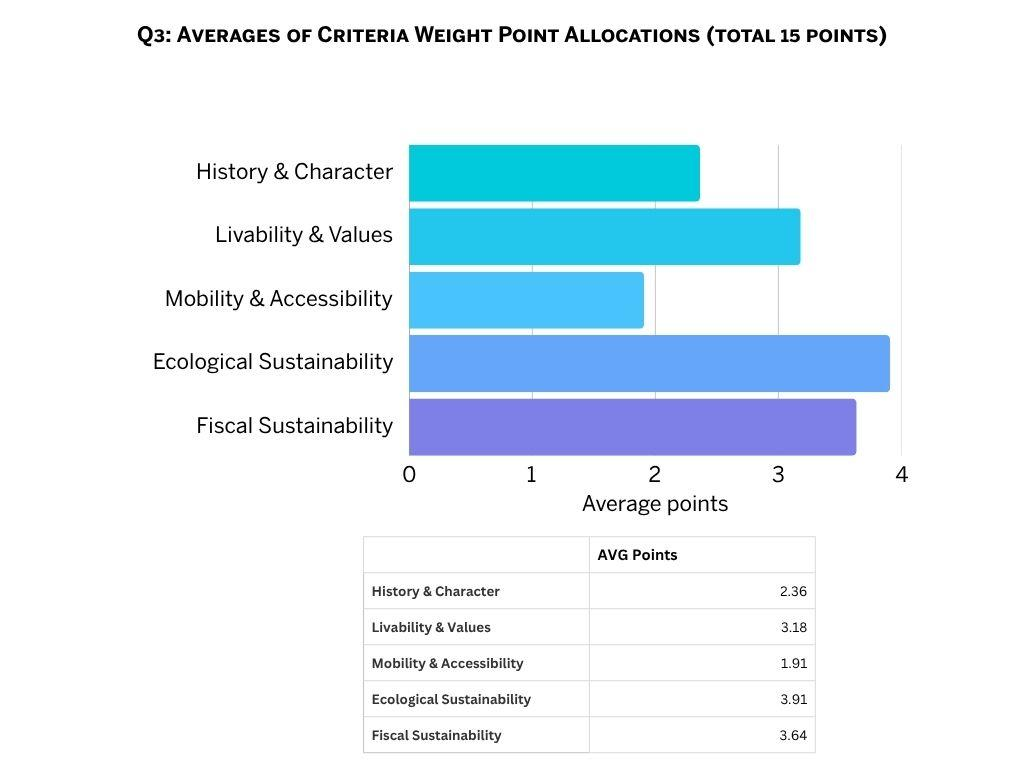 Q3: Averages of Criteria Weight Point Allocations (total 15 points)
History & Character
Livability & Values
Mobility & Accessibility
Ecological Sustainability
Fiscal Sustainability
0 1 2 3 4
Average points
AVG Points
History & Character 2.36
Livability & Values 3.18
Mobility & Accessibility 1.91
Ecological Sustainability 3.91
Fiscal Sustainability 3.64